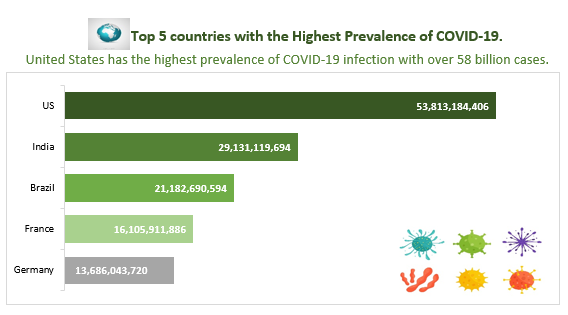 Top 5 countries with the Highest Prevalence of COVID-19.
United States has the highest prevalence of COVID-19 infection with over 58 billion cases.
US 53,813,184,406
India 29,131,119,694
Brazil 21,182,690,594
France 16,105,911,886
Germany 13,686,043,720